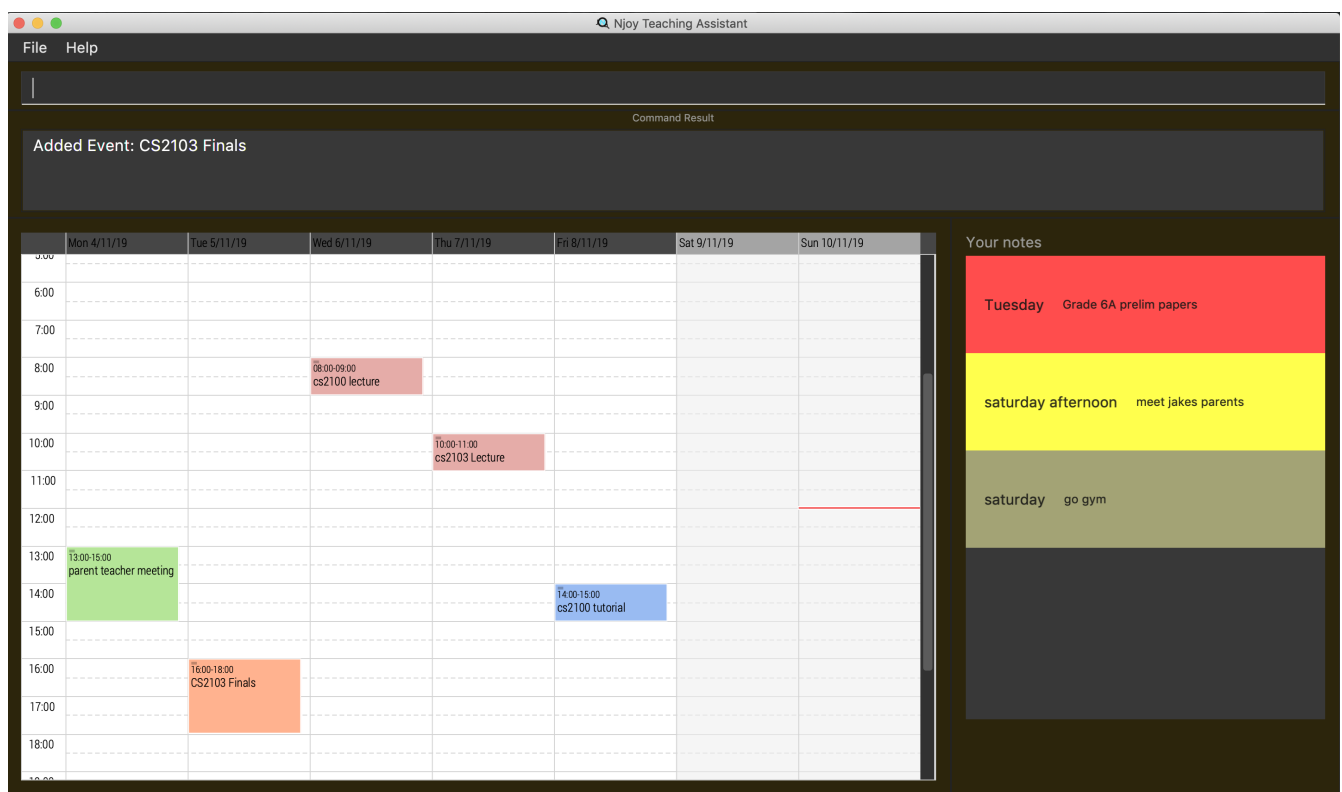 Njoy Teaching Assistant
File Help
Command Result
Added Event: CS2103 Finals
Mon 4/11/19 Tue 5/11/19 Wed 6/11/19 Thu 7/11/19 Fri 8/11/19 Sat 9/11/19 Sun 10/11/19
5:00
6:00
7:00
8:00
9:00
10:00
11:00
12:00
13:00
14:00
15:00
16:00
17:00
18:00
13:00-15:00
parent teacher meeting
16:00-18:00
CS2103 Finals
08:00-09:00
cs2100 lecture
10:00-11:00
cs2103 Lecture
14:00-15:00
cs2100 tutorial
Your notes
Tuesday Grade 6A prelim papers
saturday afternoon meet jakes parents
saturday go gym